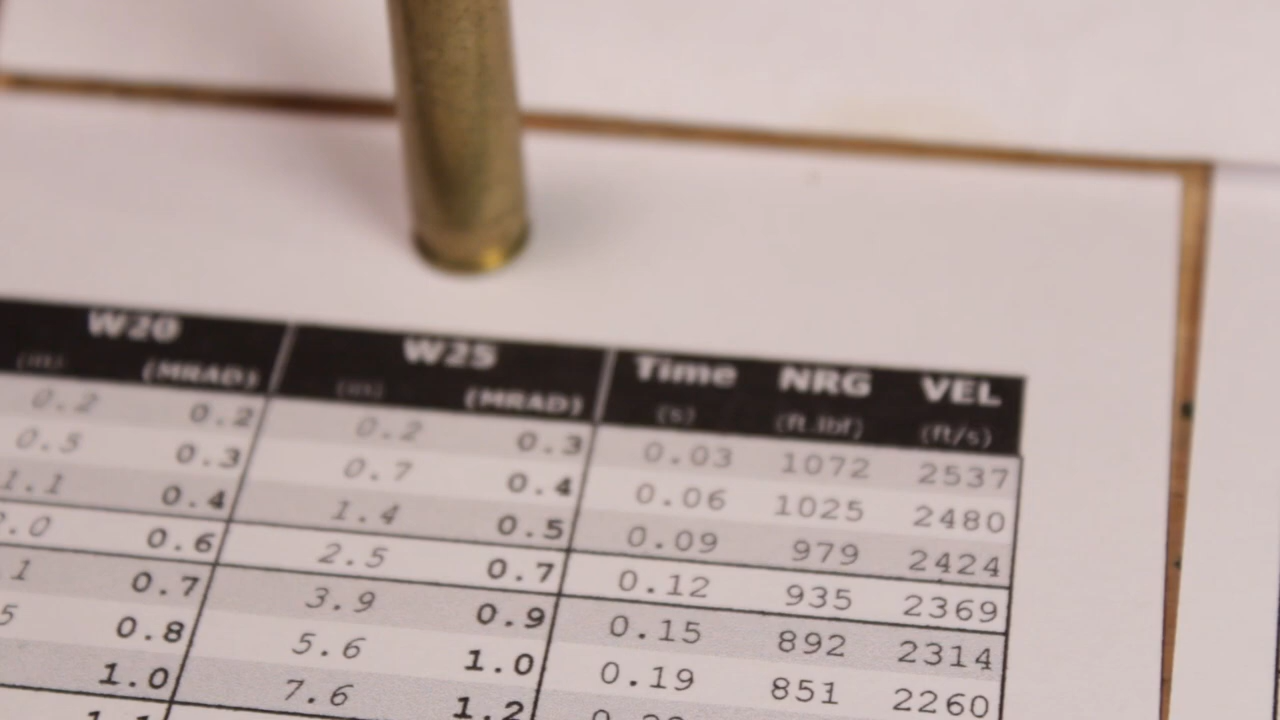 W20 W25 Time NRG VEL
(in) (MRAD) (in) (MRAD) (s) (ft.lbf) (ft/s)
0.2 0.2 0.2 0.3 0.03 1072 2537
0.5 0.3 0.7 0.4 0.06 1025 2480
1.1 0.4 1.4 0.5 0.09 979 2424
.0 0.6 2.5 0.7 0.12 935 2369
1 0.7 3.9 0.9 0.15 892 2314
5 0.8 5.6 1.0 0.19 851 2260
1.0 7.6 1.2